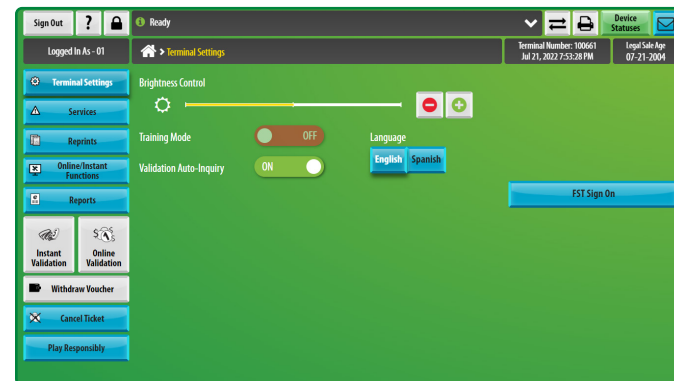 Sign Out
?
Ready
Device
Statuses
Logged In As - 01
> Terminal Settings
Terminal Number: 100661
Jul 21, 2022 7:53:28 PM
Legal Sale Age
07-21-2004
Terminal Settings
Brightness Control
Services
Reprints
Training Mode
OFF
Language
Online/Instant
Functions
Validation Auto-Inquiry
ON
English
Spanish
Reports
FST Sign On
Instant
Validation
Online
Validation
Withdraw Voucher
Cancel Ticket
Play Responsibly